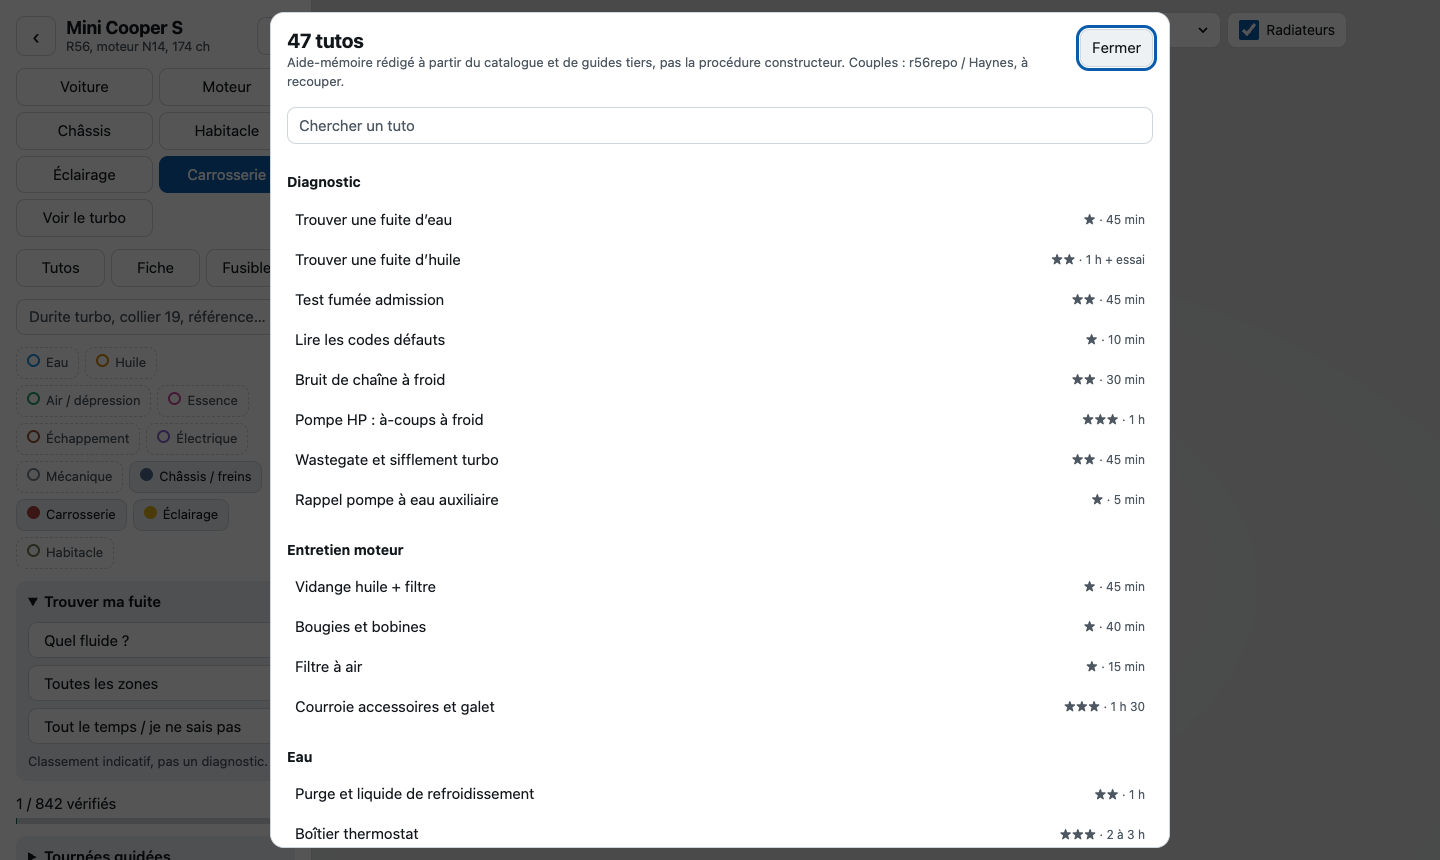 ‹
Mini Cooper S
R56, moteur N14, 174 ch
Voiture
Moteur
Châssis
Habitacle
Éclairage
Carrosserie
Voir le turbo
Tutos
Fiche
Fusible
Durite turbo, collier 19, référence...
Eau
Huile
Air / dépression
Essence
Échappement
Électrique
Mécanique
Châssis / freins
Carrosserie
Éclairage
Habitacle
▼ Trouver ma fuite
Quel fluide ?
Toutes les zones
Tout le temps / je ne sais pas
Classement indicatif, pas un diagnostic.
1 / 842 vérifiés
▶ Tournées guidées
47 tutos
Aide-mémoire rédigé à partir du catalogue et de guides tiers, pas la procédure constructeur. Couples : r56repo / Haynes, à
recouper.
Fermer
Chercher un tuto
Diagnostic
Trouver une fuite d’eau ★ · 45 min
Trouver une fuite d’huile ★★ · 1 h + essai
Test fumée admission ★★ · 45 min
Lire les codes défauts ★ · 10 min
Bruit de chaîne à froid ★★ · 30 min
Pompe HP : à-coups à froid ★★★ · 1 h
Wastegate et sifflement turbo ★★ · 45 min
Rappel pompe à eau auxiliaire ★ · 5 min
Entretien moteur
Vidange huile + filtre ★ · 45 min
Bougies et bobines ★ · 40 min
Filtre à air ★ · 15 min
Courroie accessoires et galet ★★★ · 1 h 30
Eau
Purge et liquide de refroidissement ★★ · 1 h
Boîtier thermostat ★★★ · 2 à 3 h
Radiateurs